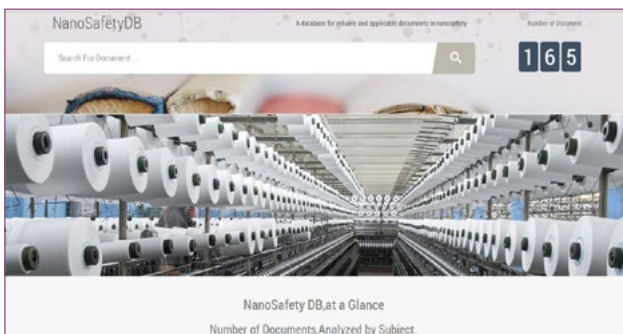 NanoSafetyDB
A database for reliable and applicable documents in nanosafety
Number of Document
Search For Document ...
165
NanoSafety DB,at a Glance
Number of Documents Analyzed by Subject.